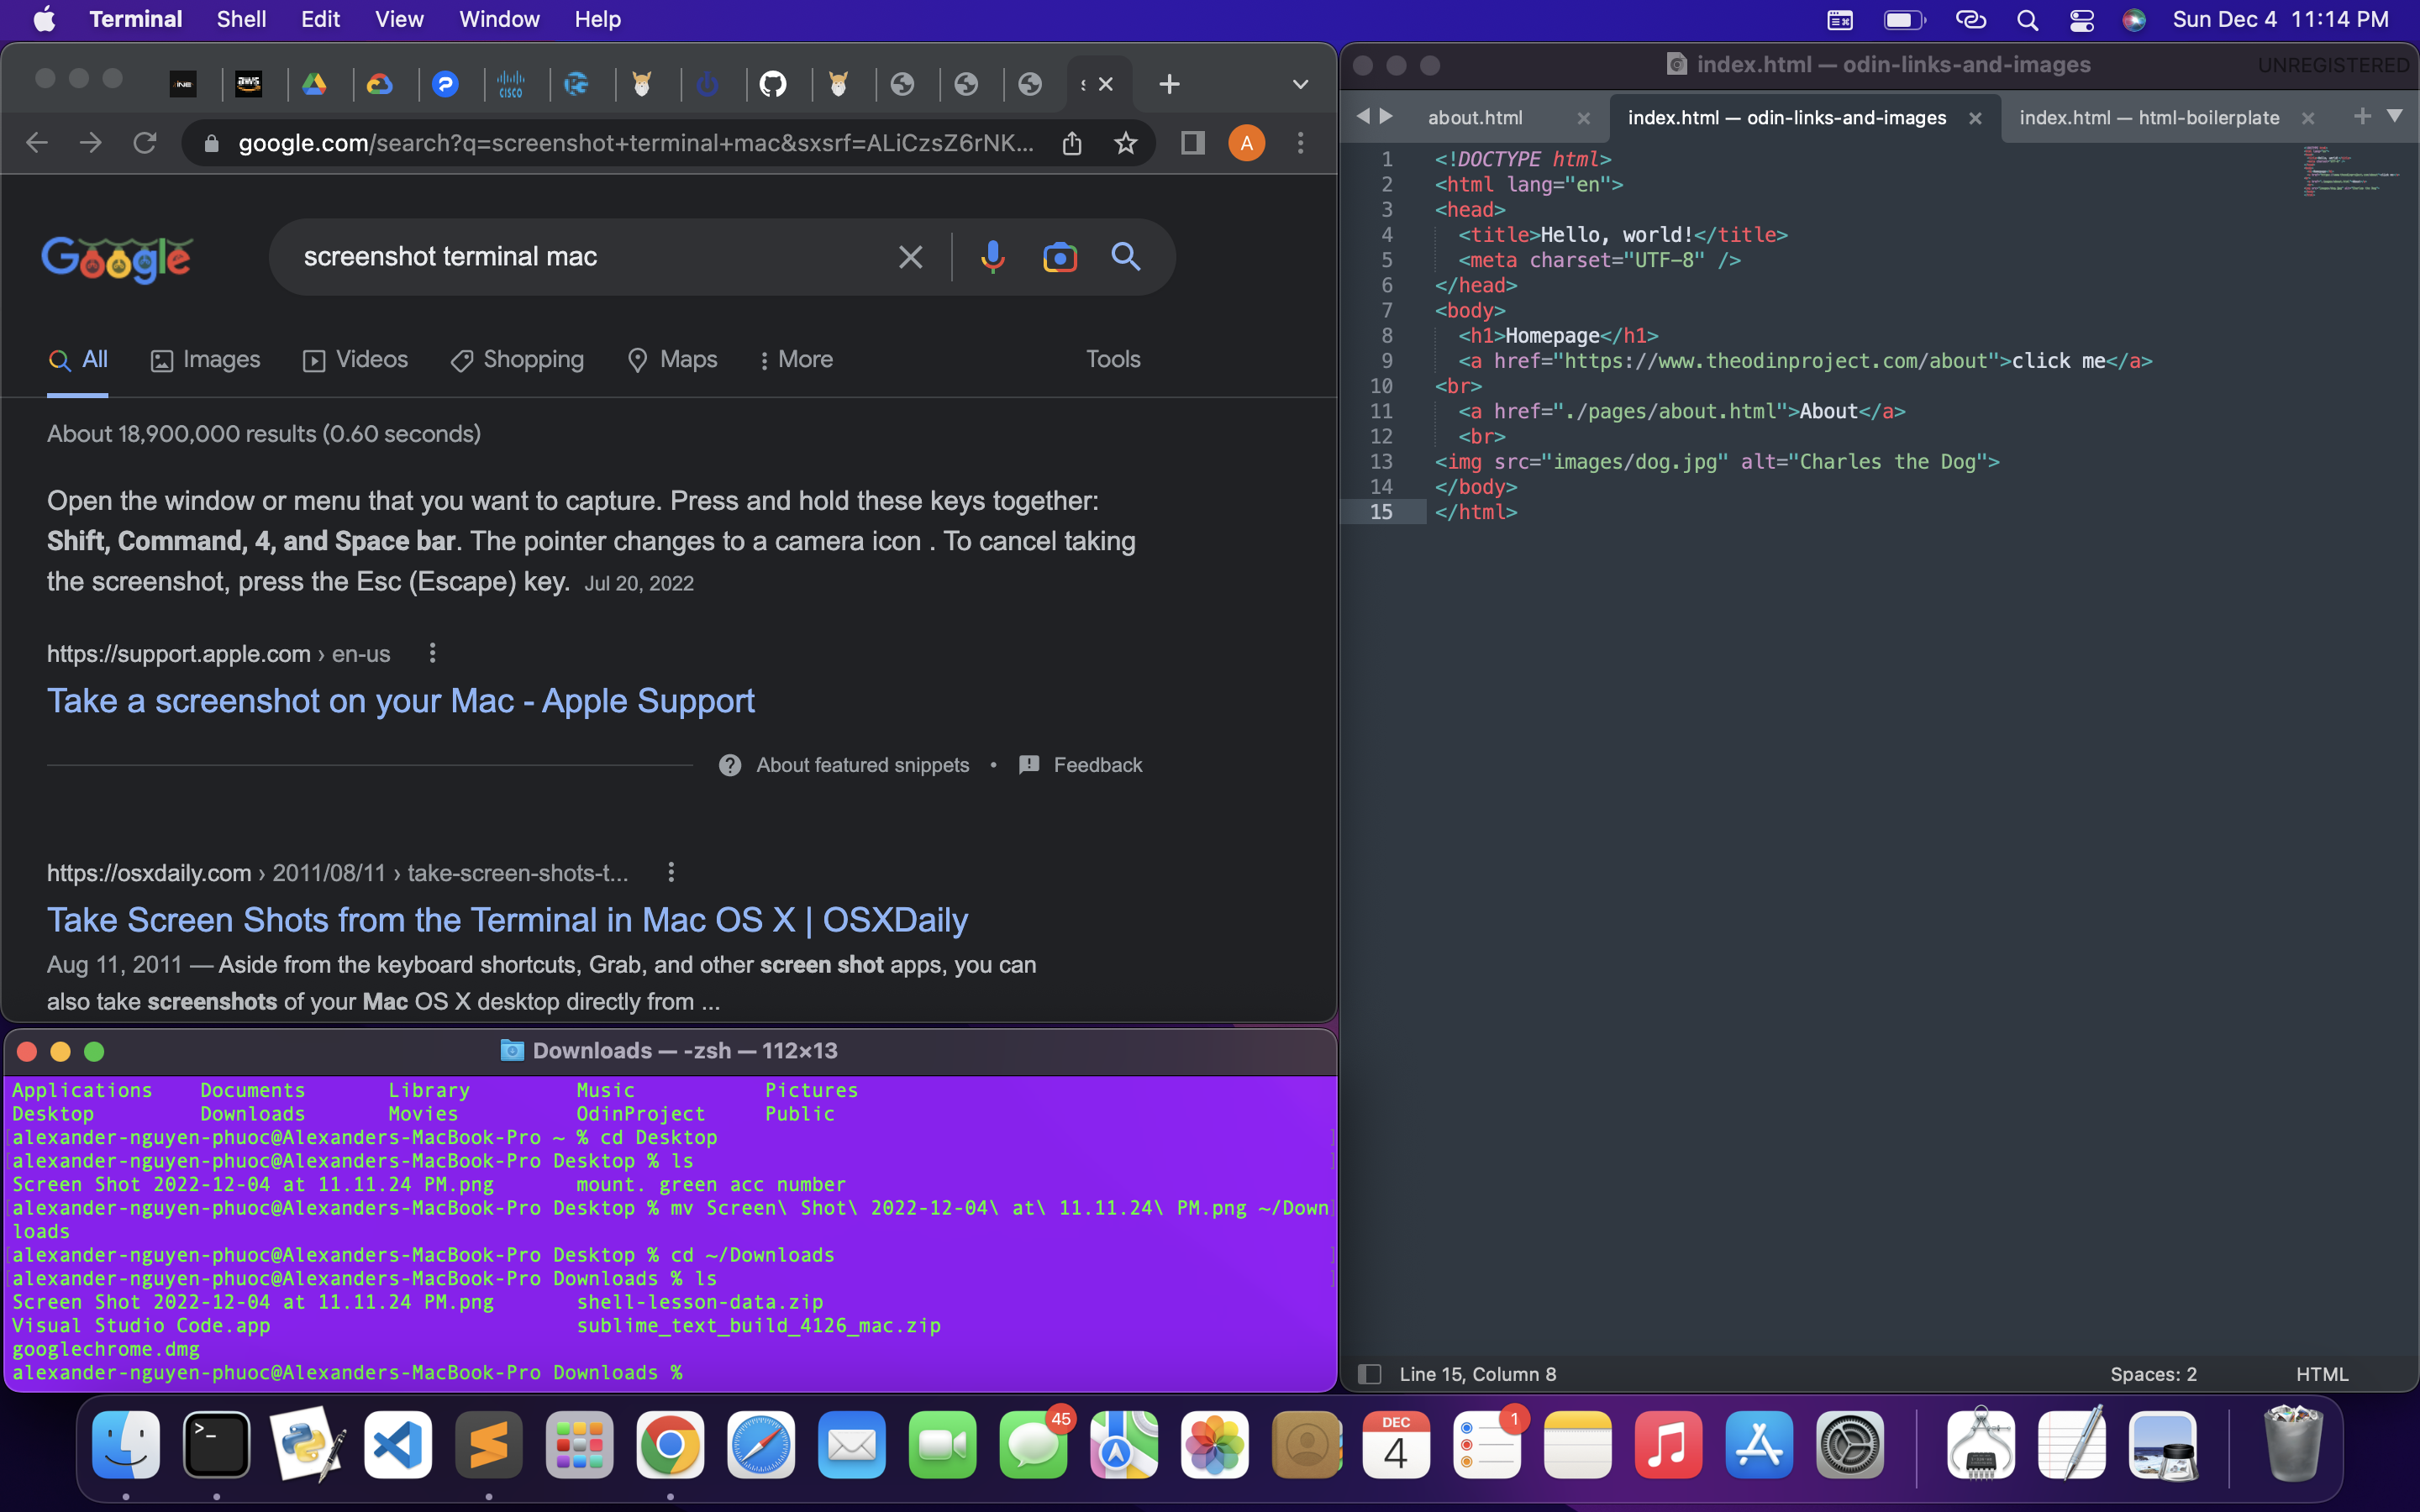 Terminal Shell Edit View Window Help
Sun Dec 4 11:14 PM
google.com/search?q=screenshot+terminal+mac&sxsrf=ALiCzsZ6rNK...
A
Google
screenshot terminal mac
All Images Videos Shopping Maps More Tools
About 18,900,000 results (0.60 seconds)
Open the window or menu that you want to capture. Press and hold these keys together:
Shift, Command, 4, and Space bar. The pointer changes to a camera icon . To cancel taking
the screenshot, press the Esc (Escape) key. Jul 20, 2022
https://support.apple.com › en-us
Take a screenshot on your Mac - Apple Support
About featured snippets • Feedback
https://osxdaily.com › 2011/08/11 › take-screen-shots-t...
Take Screen Shots from the Terminal in Mac OS X | OSXDaily
Aug 11, 2011 — Aside from the keyboard shortcuts, Grab, and other screen shot apps, you can
also take screenshots of your Mac OS X desktop directly from ...
Downloads — -zsh — 112×13
Applications Documents Library Music Pictures
Desktop Downloads Movies OdinProject Public
alexander-nguyen-phuoc@Alexanders-MacBook-Pro ~ % cd Desktop
alexander-nguyen-phuoc@Alexanders-MacBook-Pro Desktop % ls
Screen Shot 2022-12-04 at 11.11.24 PM.png mount. green acc number
alexander-nguyen-phuoc@Alexanders-MacBook-Pro Desktop % mv Screen\ Shot\ 2022-12-04\ at\ 11.11.24\ PM.png ~/Down
loads
alexander-nguyen-phuoc@Alexanders-MacBook-Pro Desktop % cd ~/Downloads
alexander-nguyen-phuoc@Alexanders-MacBook-Pro Downloads % ls
Screen Shot 2022-12-04 at 11.11.24 PM.png shell-lesson-data.zip
Visual Studio Code.app sublime_text_build_4126_mac.zip
googlechrome.dmg
alexander-nguyen-phuoc@Alexanders-MacBook-Pro Downloads %
index.html — odin-links-and-images
UNREGISTERED
about.html index.html — odin-links-and-images index.html — html-boilerplate
1 <!DOCTYPE html>
2 <html lang="en">
3 <head>
4 <title>Hello, world!</title>
5 <meta charset="UTF-8" />
6 </head>
7 <body>
8 <h1>Homepage</h1>
9 <a href="https://www.theodinproject.com/about">click me</a>
10 <br>
11 <a href="./pages/about.html">About</a>
12 <br>
13 <img src="images/dog.jpg" alt="Charles the Dog">
14 </body>
15 </html>
Line 15, Column 8
Spaces: 2
HTML
45
DEC
4
1